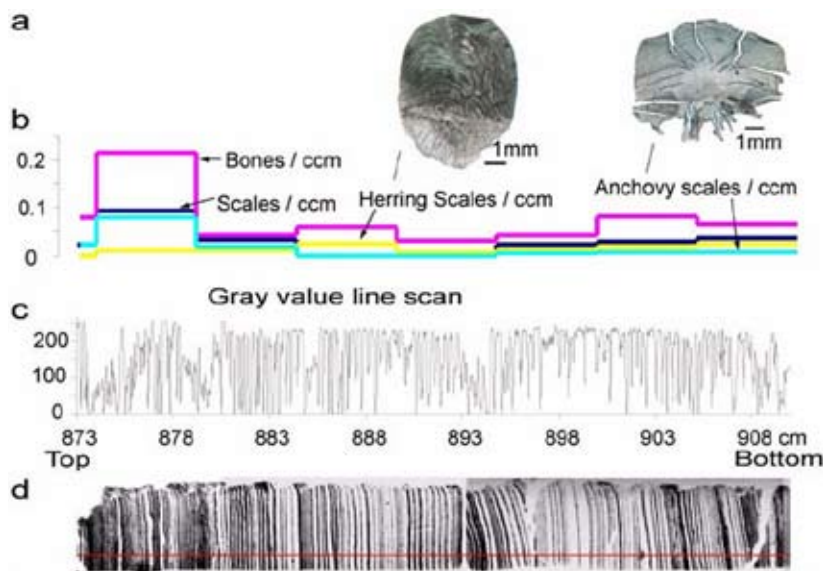 a
b
1mm
1mm
0.2
Bones / ccm
Anchovy scales / ccm
Herring Scales / ccm
0.1
Scales / ccm
0
Gray value line scan
c
200
100
0
873 878 883 888 893 898 903 908 cm
Top Bottom
d